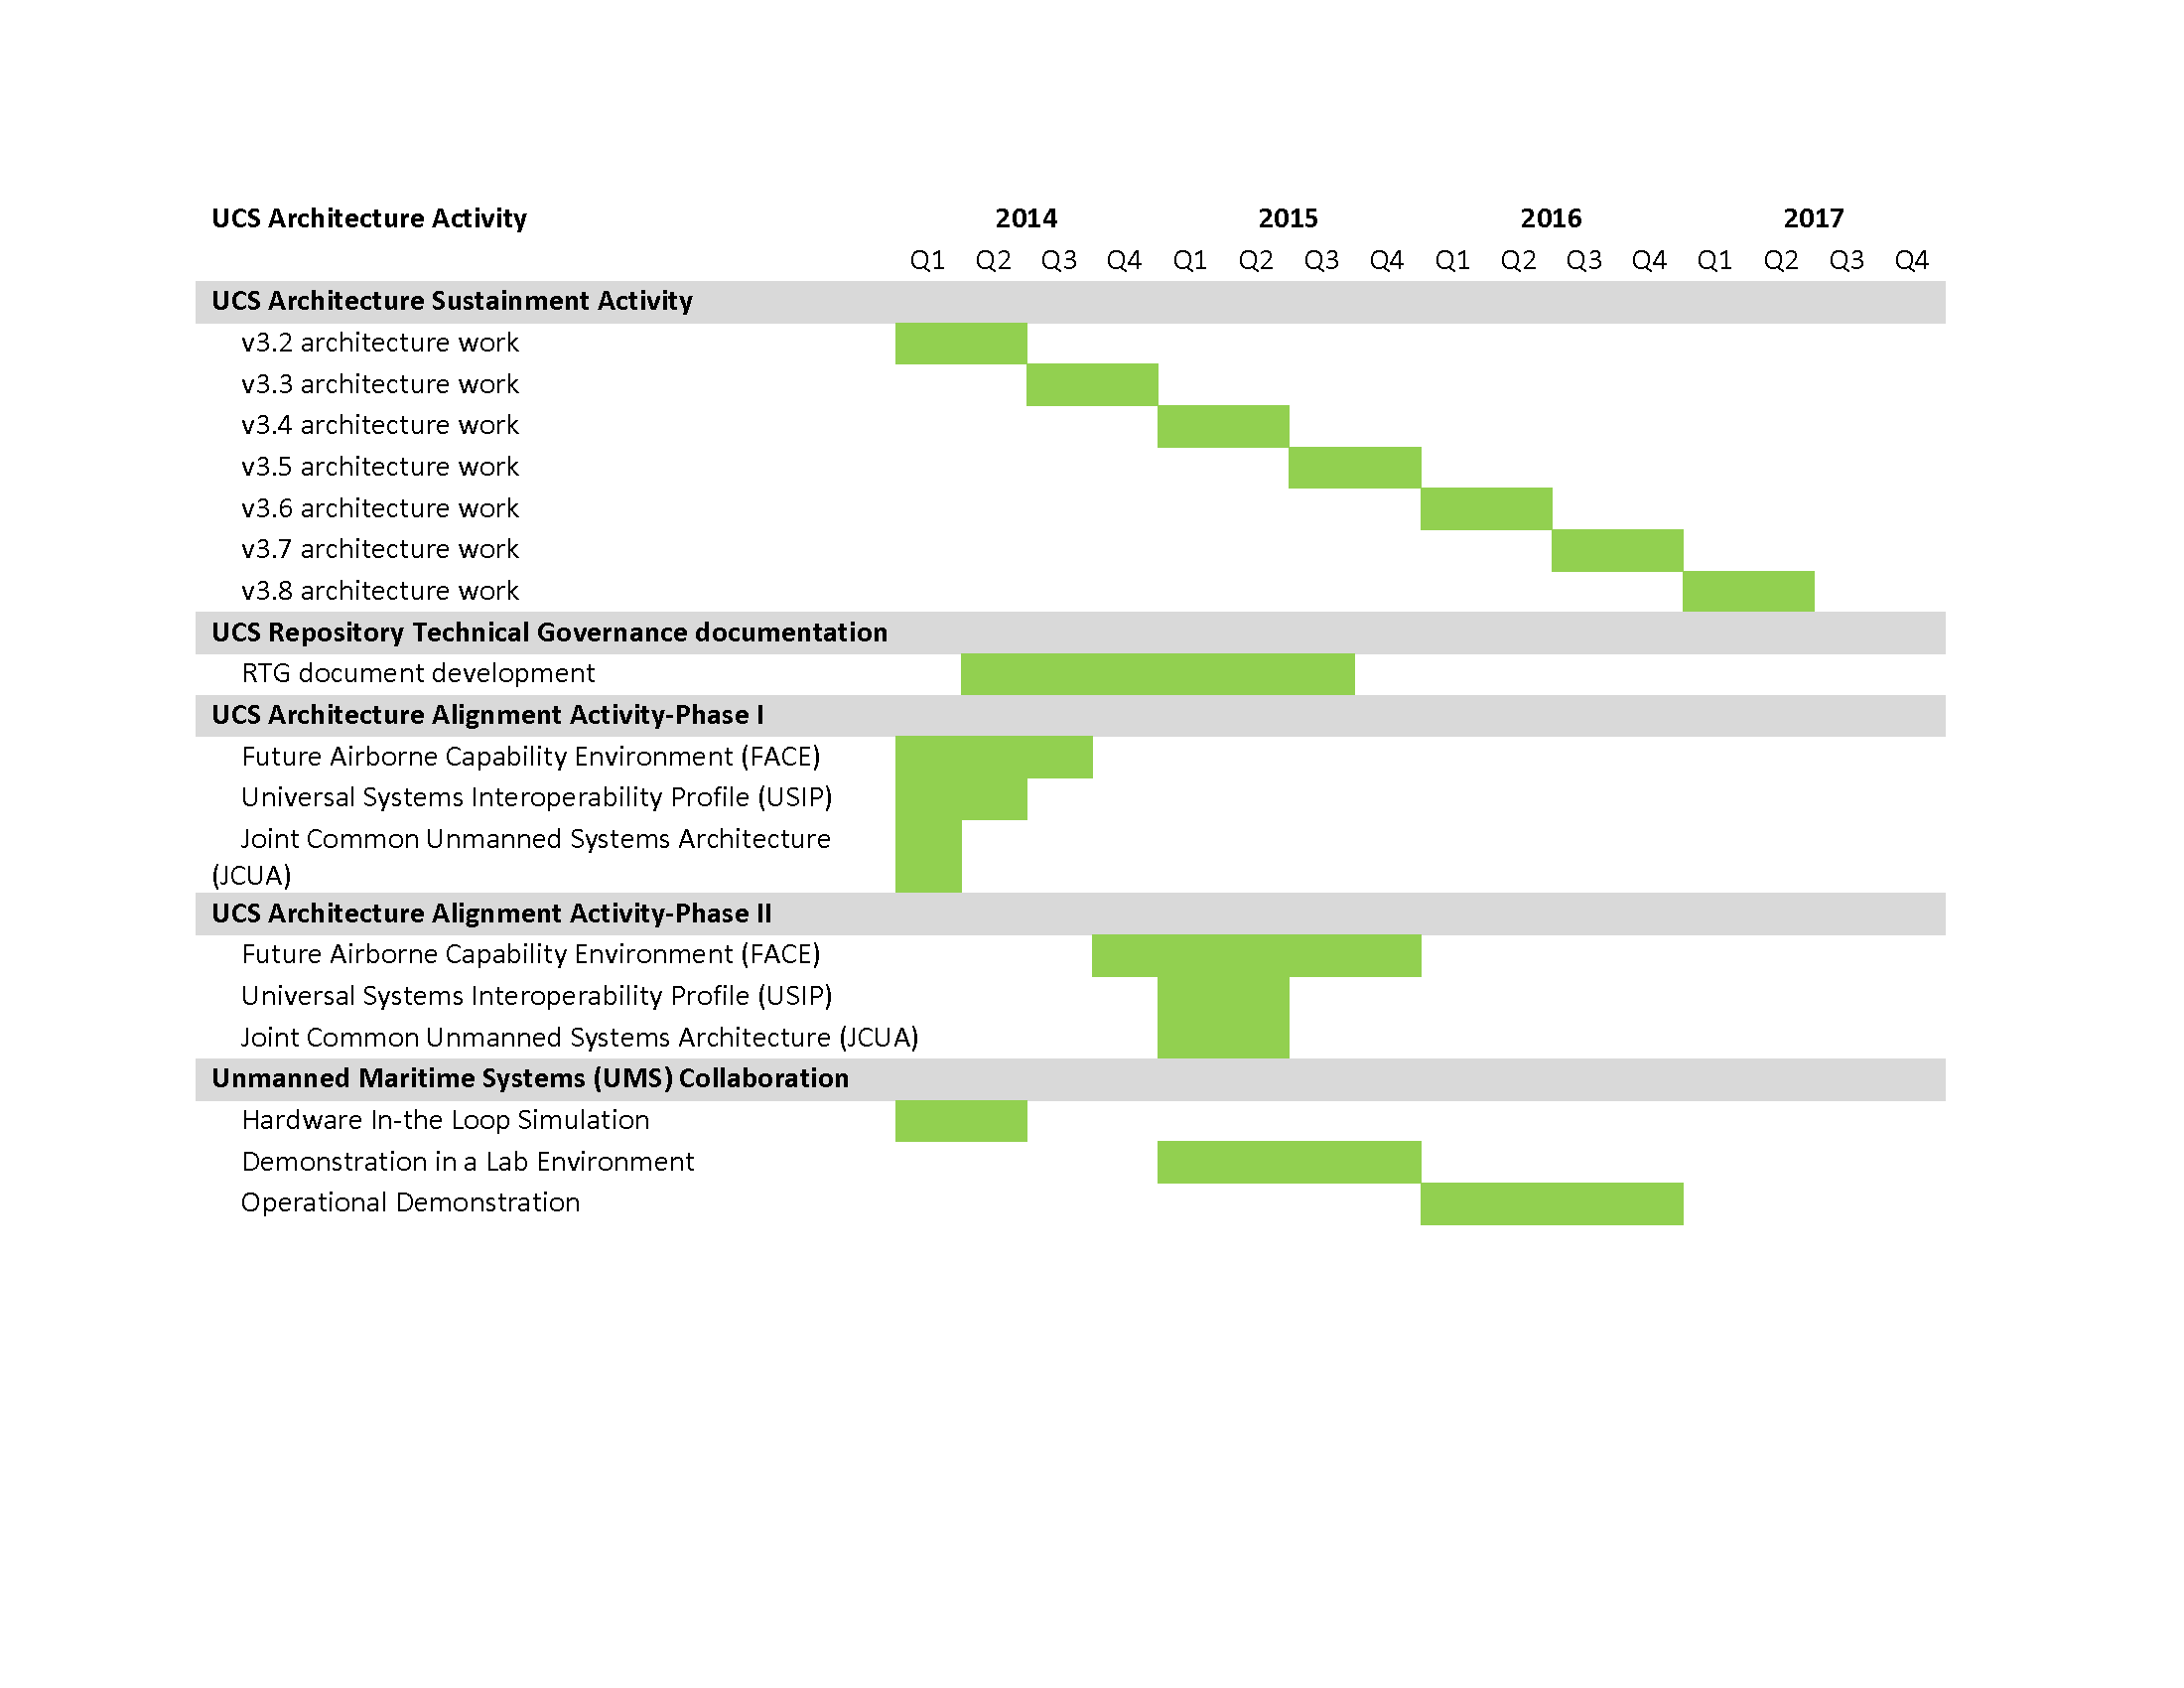 UCS Architecture Activity 2014 2015 2016 2017
Q1 Q2 Q3 Q4 Q1 Q2 Q3 Q4 Q1 Q2 Q3 Q4 Q1 Q2 Q3 Q4
UCS Architecture Sustainment Activity
v3.2 architecture work
v3.3 architecture work
v3.4 architecture work
v3.5 architecture work
v3.6 architecture work
v3.7 architecture work
v3.8 architecture work
UCS Repository Technical Governance documentation
RTG document development
UCS Architecture Alignment Activity-Phase I
Future Airborne Capability Environment (FACE)
Universal Systems Interoperability Profile (USIP)
Joint Common Unmanned Systems Architecture
(JCUA)
UCS Architecture Alignment Activity-Phase II
Future Airborne Capability Environment (FACE)
Universal Systems Interoperability Profile (USIP)
Joint Common Unmanned Systems Architecture (JCUA)
Unmanned Maritime Systems (UMS) Collaboration
Hardware In-the Loop Simulation
Demonstration in a Lab Environment
Operational Demonstration